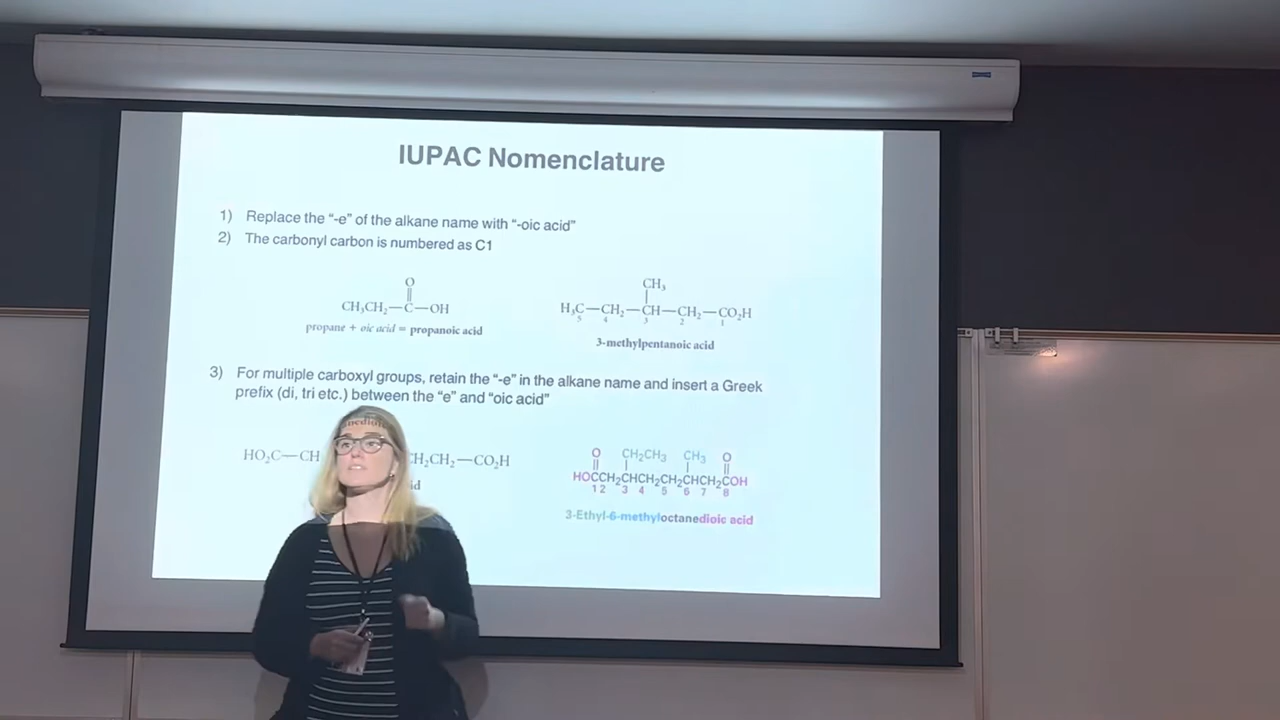 IUPAC Nomenclature
1) Replace the “-e” of the alkane name with “-oic acid”
2) The carbonyl carbon is numbered as C1
O
CH₃CH₂—C—OH
propane + oic acid = propanoic acid
CH₃
H₃C—CH₂—CH—CH₂—CO₂H
5 4 3 2 1
3-methylpentanoic acid
3) For multiple carboxyl groups, retain the “-e” in the alkane name and insert a Greek
prefix (di, tri etc.) between the “e” and “oic acid”
HO₂C—CH CH₂CH₂—CO₂H
O CH₂CH₃ CH₃ O
HOCCH₂CHCH₂CH₂CHCH₂COH
1 2 3 4 5 6 7 8
3-Ethyl-6-methyloctanedioic acid